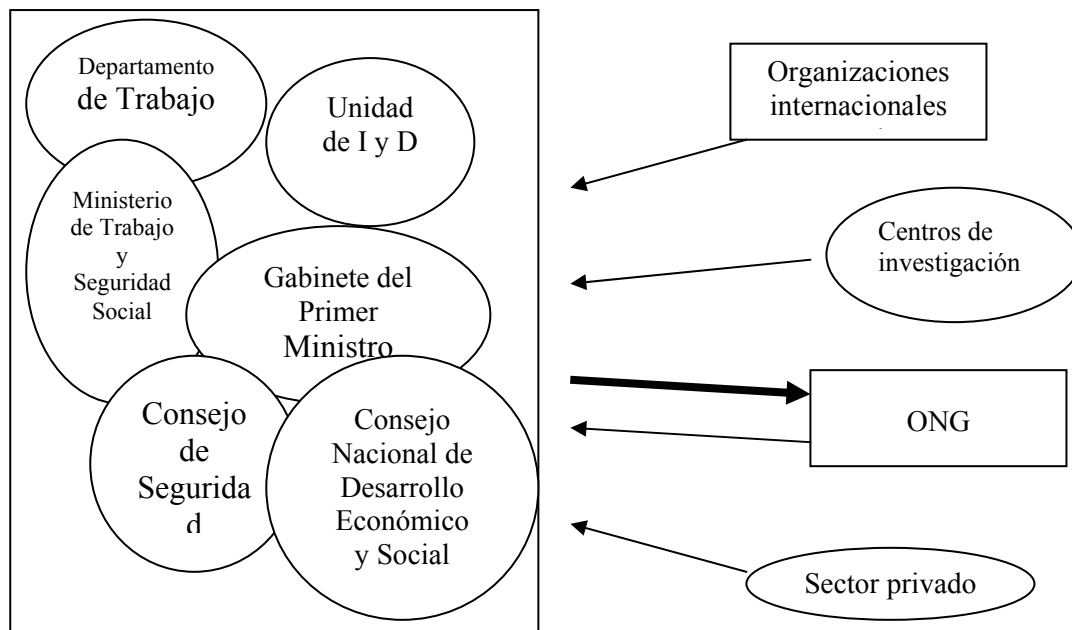 Departamento
de Trabajo
Unidad
de I y D
Ministerio
de Trabajo
y
Seguridad
Social
Gabinete del
Primer
Ministro
Consejo
de
Segurida
d
Consejo
Nacional de
Desarrollo
Económico
y Social
Organizaciones
internacionales
Centros de
investigación
ONG
Sector privado